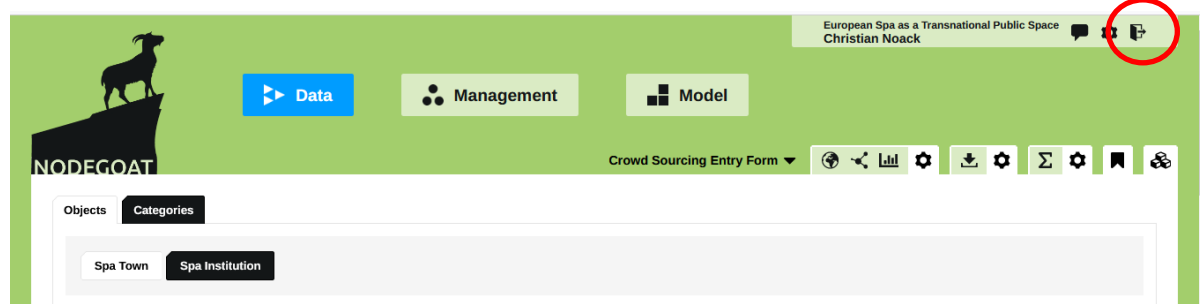 European Spa as a Transnational Public Space
Christian Noack
Data
Management
Model
NODEGOAT
Crowd Sourcing Entry Form
Objects
Categories
Spa Town
Spa Institution